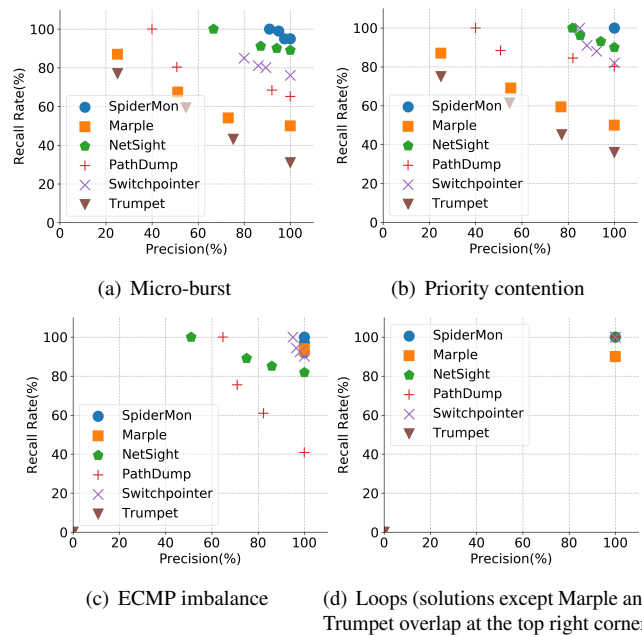 100
80
60
40
20
0
Recall Rate(%)
SpiderMon
Marple
NetSight
PathDump
Switchpointer
Trumpet
0 20 40 60 80 100
Precision(%)
(a) Micro-burst
100
80
60
40
20
0
Recall Rate(%)
SpiderMon
Marple
NetSight
PathDump
Switchpointer
Trumpet
0 20 40 60 80 100
Precision(%)
(b) Priority contention
100
80
60
40
20
0
Recall Rate(%)
SpiderMon
Marple
NetSight
PathDump
Switchpointer
Trumpet
0 20 40 60 80 100
Precision(%)
(c) ECMP imbalance
100
80
60
40
20
0
Recall Rate(%)
SpiderMon
Marple
NetSight
PathDump
Switchpointer
Trumpet
0 20 40 60 80 100
Precision(%)
(d) Loops (solutions except Marple an
Trumpet overlap at the top right corner